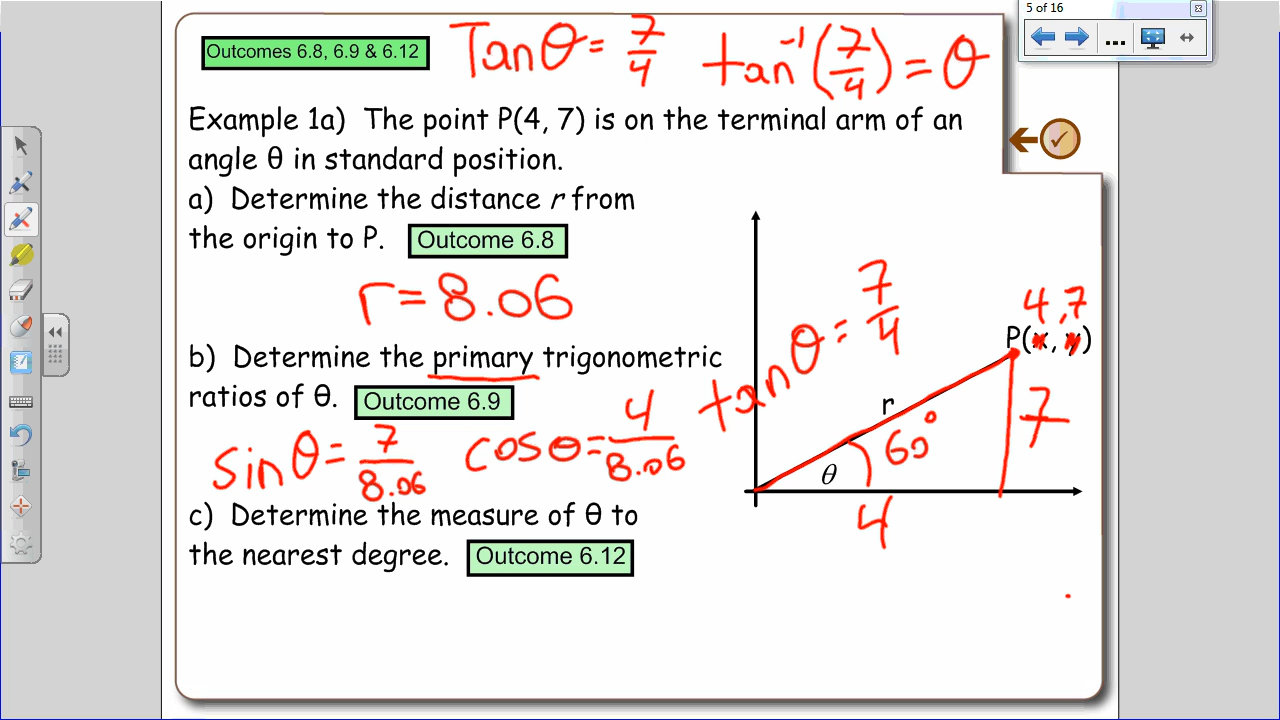 5 of 16
Outcomes 6.8, 6.9 & 6.12
Tan θ = 7/4 tan⁻¹(7/4) = θ
Example 1a) The point P(4, 7) is on the terminal arm of an
angle θ in standard position.
a) Determine the distance r from
the origin to P. Outcome 6.8
r = 8.06
b) Determine the primary trigonometric
ratios of θ. Outcome 6.9
sin θ = 7/8.06 cos θ = 4/8.06 tan θ = 7/4
c) Determine the measure of θ to
the nearest degree. Outcome 6.12
4,7
P(x, y)
r
7
θ 60°
4